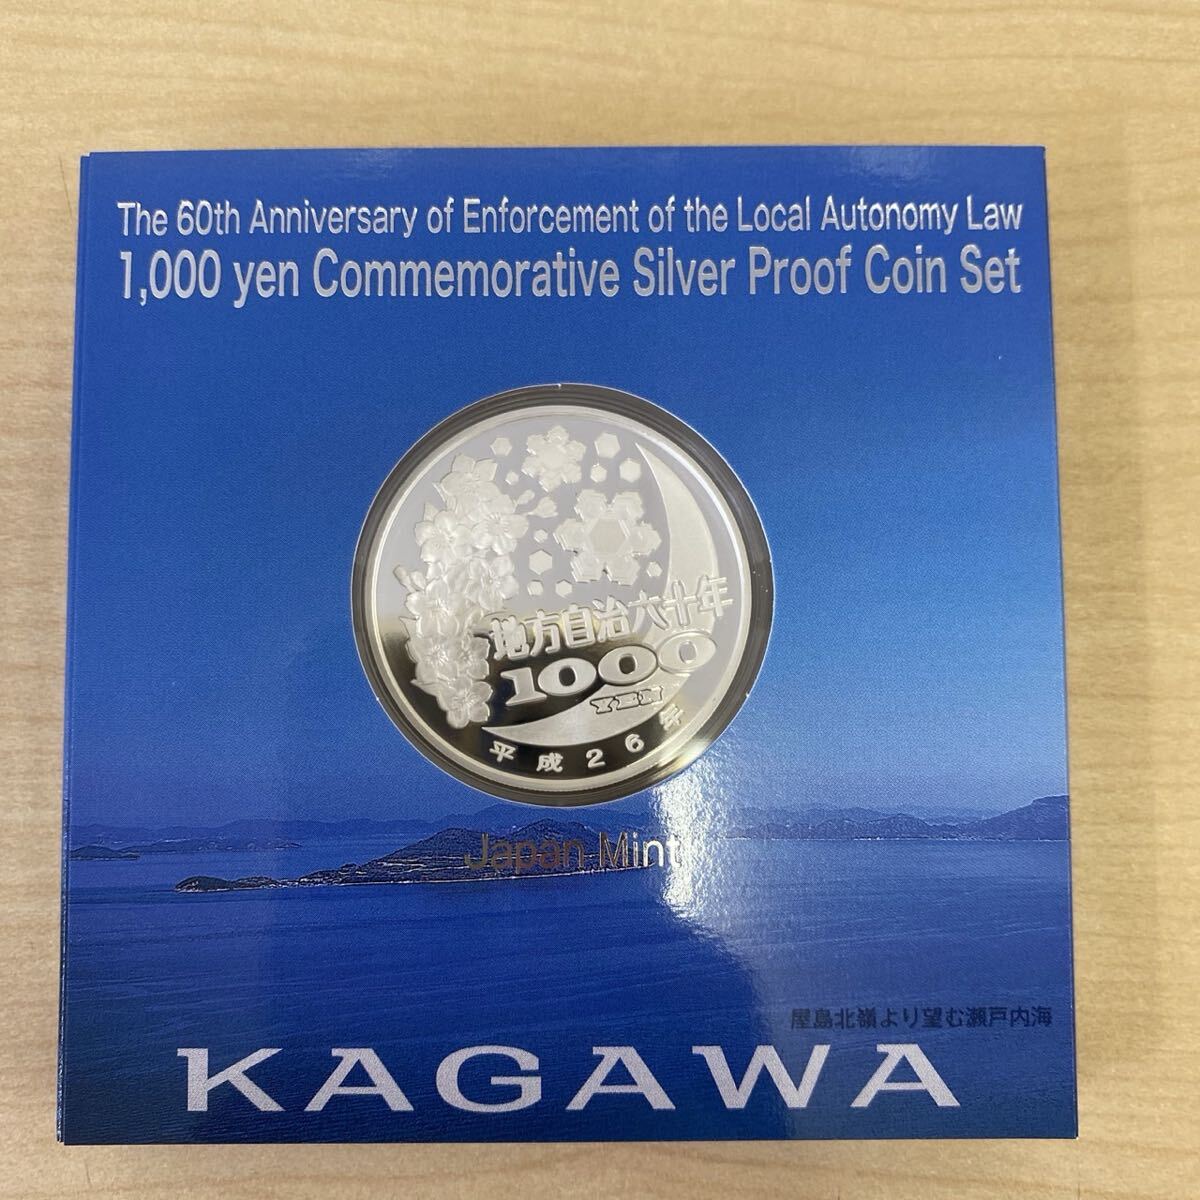 The 60th Anniversary of Enforcement of the Local Autonomy Law
1,000 yen Commemorative Silver Proof Coin Set
地方自治六十年
1000
YEN
平成26年
Japan Mint
屋島北嶺より望む瀬戸内海
KAGAWA